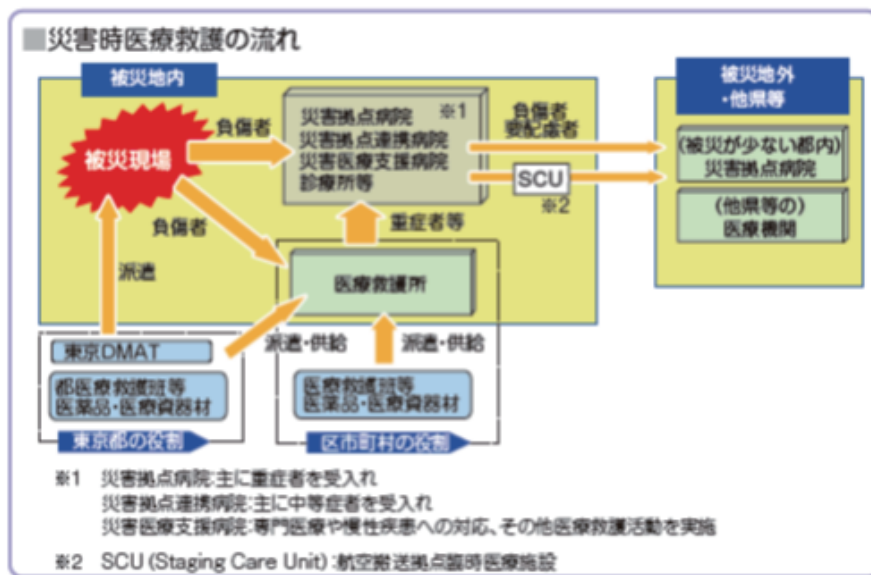 ■災害時医療救護の流れ
被災地内
被災地外
・他県等
被災現場
負傷者
災害拠点病院 ※1
災害拠点連携病院
災害医療支援病院
診療所等
負傷者
要配慮者
SCU
※2
(被災が少ない都内)
災害拠点病院
(他県等の)
医療機関
負傷者
重症者等
派遣
医療救護所
派遣・供給
派遣・供給
東京DMAT
都医療救護班等
医薬品・医療資器材
医療救護班等
医薬品・医療資器材
東京都の役割
区市町村の役割
※1 災害拠点病院:主に重症者を受入れ
災害拠点連携病院:主に中等症者を受入れ
災害医療支援病院:専門医療や慢性疾患への対応、その他医療救護活動を実施
※2 SCU (Staging Care Unit) :航空搬送拠点臨時医療施設